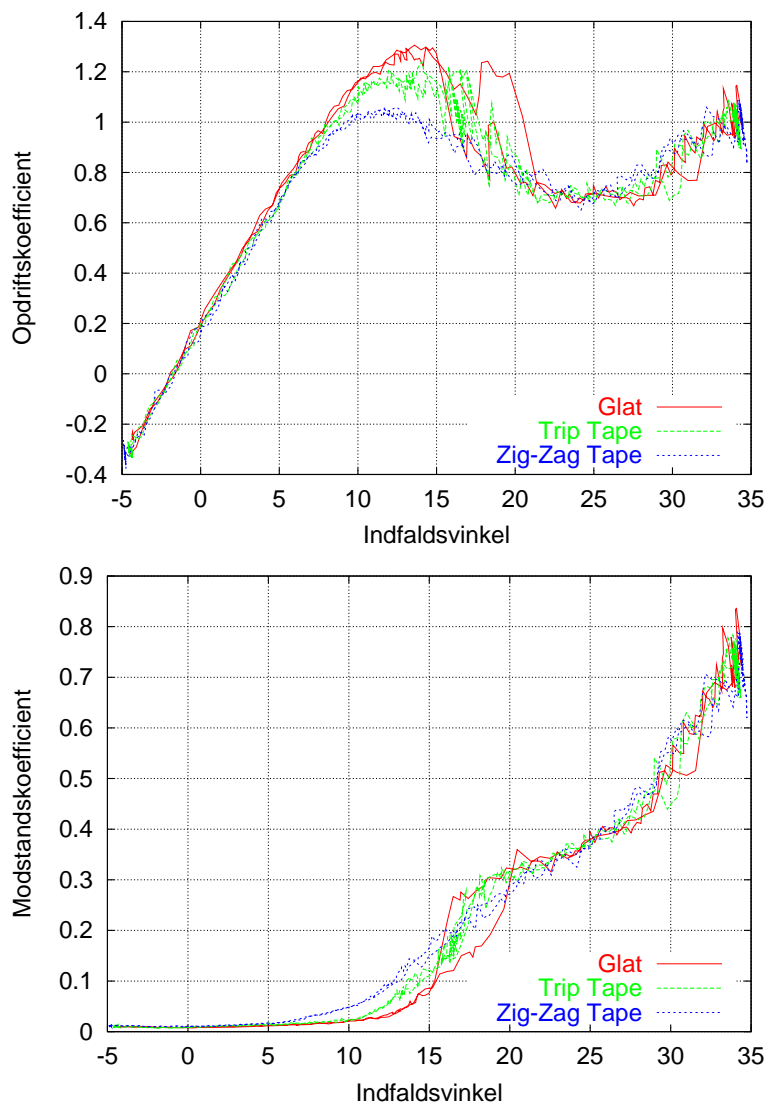 1.4
1.2
1
0.8
0.6
0.4
0.2
0
-0.2
-0.4
Opdriftskoefficient
Glat
Trip Tape
Zig-Zag Tape
-5 0 5 10 15 20 25 30 35
Indfaldsvinkel
0.9
0.8
0.7
0.6
0.5
0.4
0.3
0.2
0.1
0
Modstandskoefficient
Glat
Trip Tape
Zig-Zag Tape
-5 0 5 10 15 20 25 30 35
Indfaldsvinkel